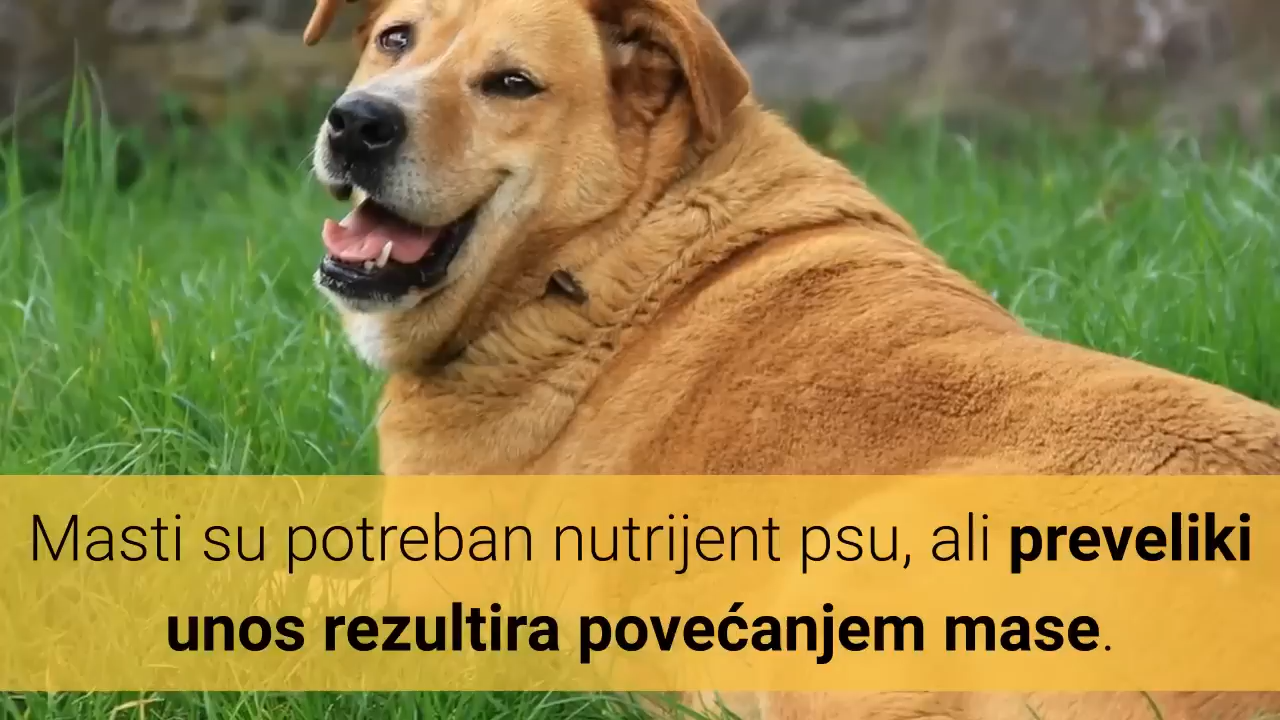 Masti su potreban nutrijent psu, ali preveliki
unos rezultira povećanjem mase.